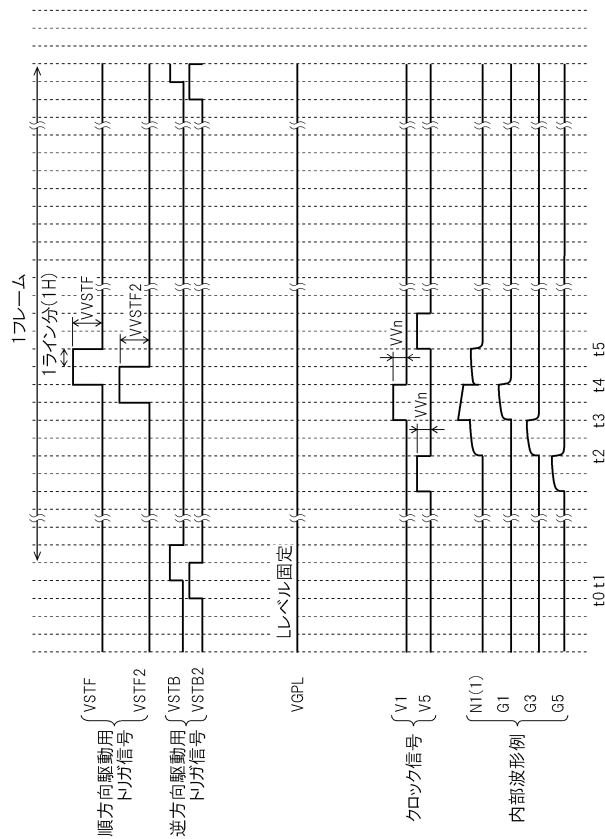 1フレーム
1ライン分(1H)
順方向駆動用
トリガ信号
VSTF
VVSTF
VSTF2
VVSTF2
逆方向駆動用
トリガ信号
VSTB
VSTB2
VGPL
Lレベル固定
クロック信号
V1
VVn
V5
VVn
内部波形例
N1(1)
G1
G3
G5
t0 t1 t2 t3 t4 t5